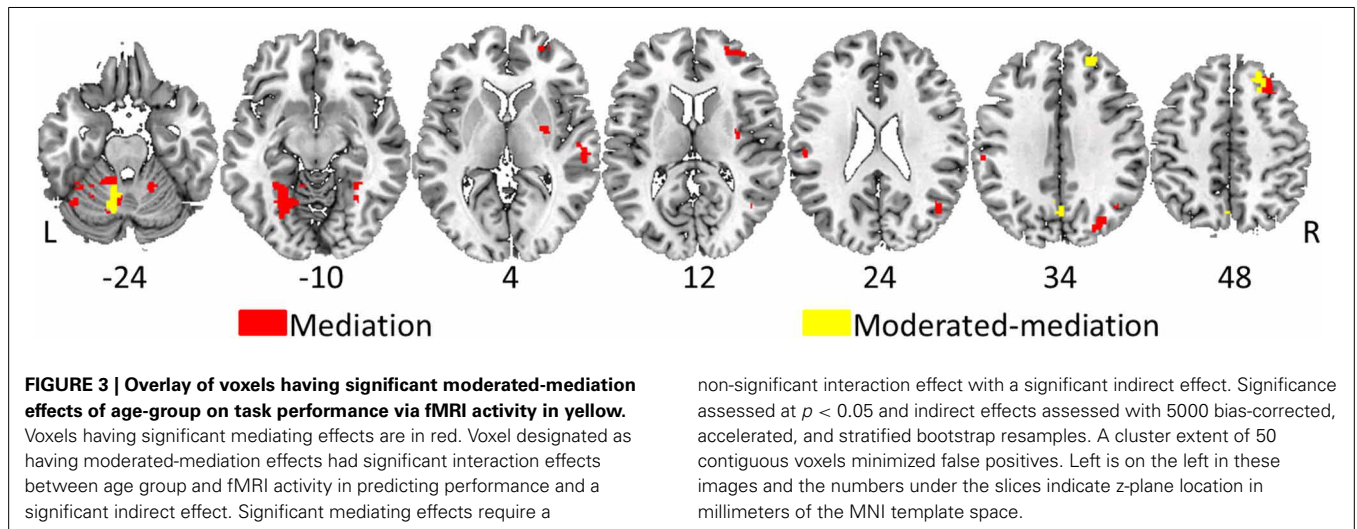 L
R
-24
-10
4
12
24
34
48
Mediation
Moderated-mediation
FIGURE 3 | Overlay of voxels having significant moderated-mediation
effects of age-group on task performance via fMRI activity in yellow.
Voxels having significant mediating effects are in red. Voxel designated as
having moderated-mediation effects had significant interaction effects
between age group and fMRI activity in predicting performance and a
significant indirect effect. Significant mediating effects require a
non-significant interaction effect with a significant indirect effect. Significance
assessed at p < 0.05 and indirect effects assessed with 5000 bias-corrected,
accelerated, and stratified bootstrap resamples. A cluster extent of 50
contiguous voxels minimized false positives. Left is on the left in these
images and the numbers under the slices indicate z-plane location in
millimeters of the MNI template space.